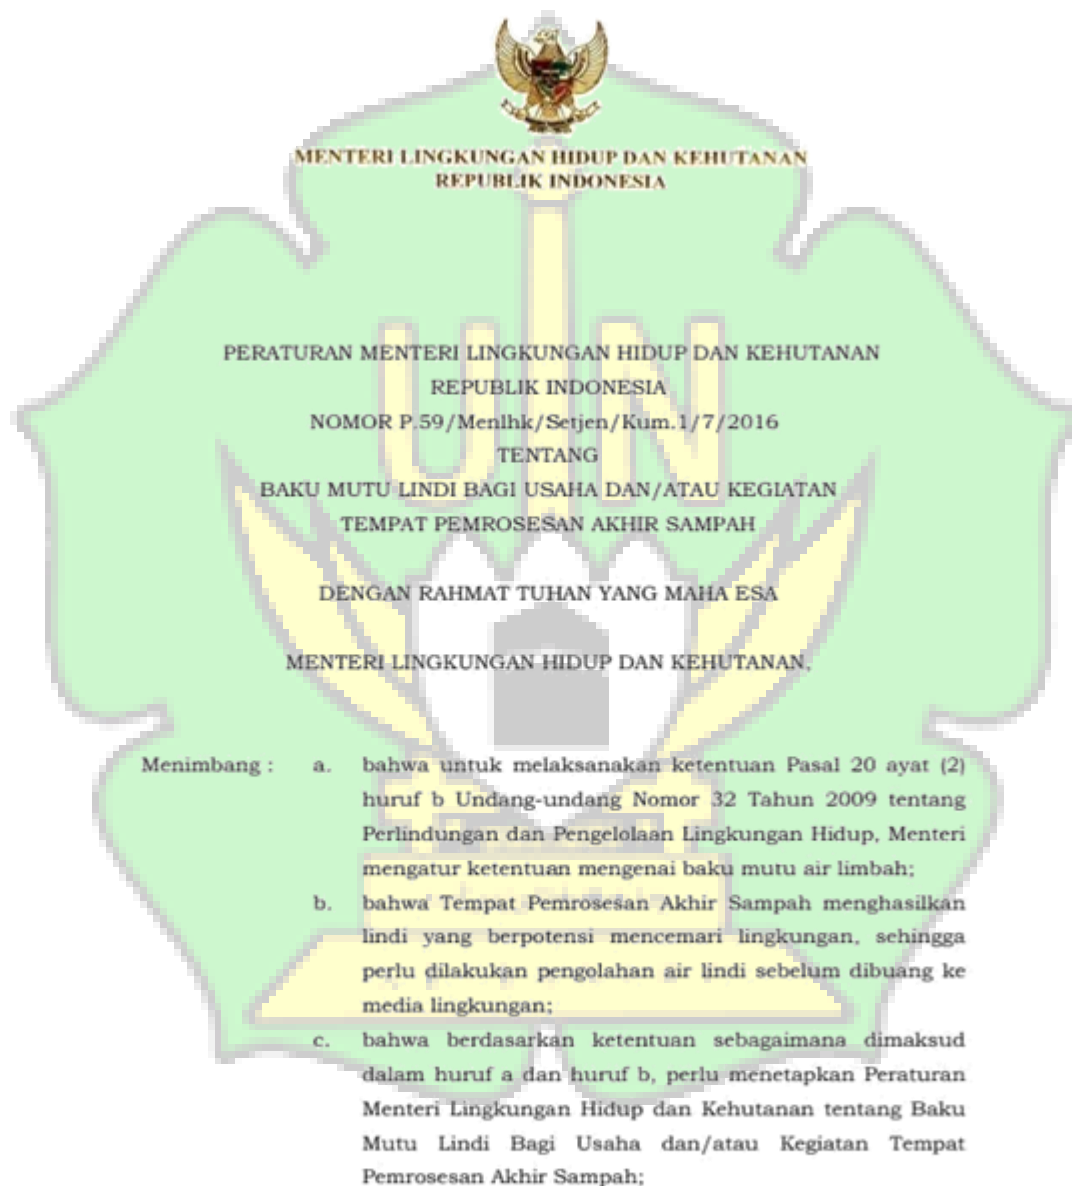 MENTERI LINGKUNGAN HIDUP DAN KEHUTANAN
REPUBLIK INDONESIA
UIN
PERATURAN MENTERI LINGKUNGAN HIDUP DAN KEHUTANAN
REPUBLIK INDONESIA
NOMOR P.59/Menlhk/Setjen/Kum.1/7/2016
TENTANG
BAKU MUTU LINDI BAGI USAHA DAN/ATAU KEGIATAN
TEMPAT PEMROSESAN AKHIR SAMPAH
DENGAN RAHMAT TUHAN YANG MAHA ESA
MENTERI LINGKUNGAN HIDUP DAN KEHUTANAN,
Menimbang : a. bahwa untuk melaksanakan ketentuan Pasal 20 ayat (2)
huruf b Undang-undang Nomor 32 Tahun 2009 tentang
Perlindungan dan Pengelolaan Lingkungan Hidup, Menteri
mengatur ketentuan mengenai baku mutu air limbah;
b. bahwa Tempat Pemrosesan Akhir Sampah menghasilkan
lindi yang berpotensi mencemari lingkungan, sehingga
perlu dilakukan pengolahan air lindi sebelum dibuang ke
media lingkungan;
c. bahwa berdasarkan ketentuan sebagaimana dimaksud
dalam huruf a dan huruf b, perlu menetapkan Peraturan
Menteri Lingkungan Hidup dan Kehutanan tentang Baku
Mutu Lindi Bagi Usaha dan/atau Kegiatan Tempat
Pemrosesan Akhir Sampah;